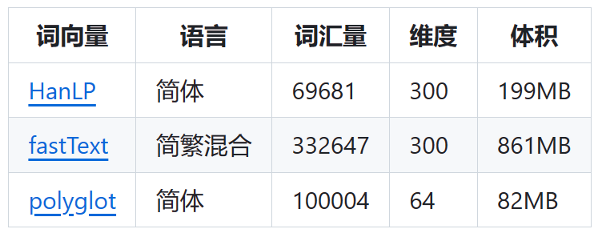 词向量 语言 词汇量 维度 体积
HanLP 简体 69681 300 199MB
fastText 简繁混合 332647 300 861MB
polyglot 简体 100004 64 82MB